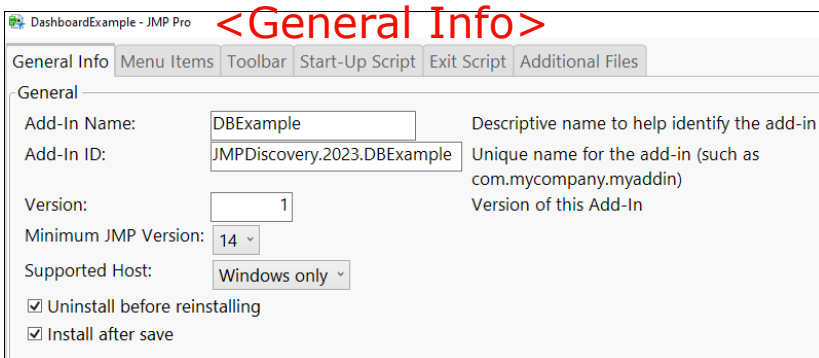 DashboardExample - JMP Pro
<General Info>
General Info Menu Items Toolbar Start-Up Script Exit Script Additional Files
General
Add-In Name: DBExample Descriptive name to help identify the add-in
Add-In ID: JMPDiscovery.2023.DBExample Unique name for the add-in (such as
com.mycompany.myaddin)
Version: 1 Version of this Add-In
Minimum JMP Version: 14
Supported Host: Windows only
Uninstall before reinstalling
Install after save